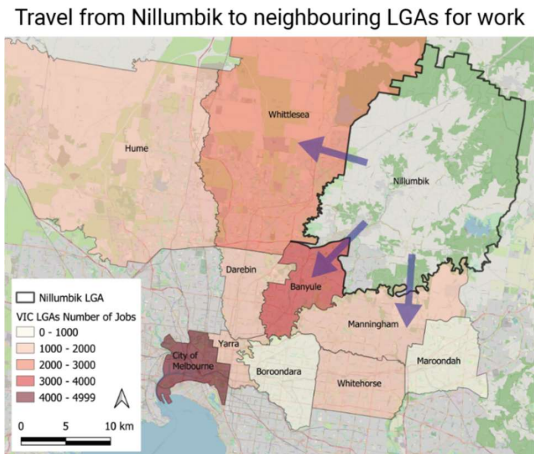 Travel from Nillumbik to neighbouring LGAs for work
Whittlesea
Hume
Nillumbik
Darebin
Banyule
Manningham
Yarra
City of
Melbourne
Boroondara
Maroondah
Whitehorse
Nillumbik LGA
VIC LGAs Number of Jobs
0 - 1000
1000 - 2000
2000 - 3000
3000 - 4000
4000 - 4999
0 5 10 km